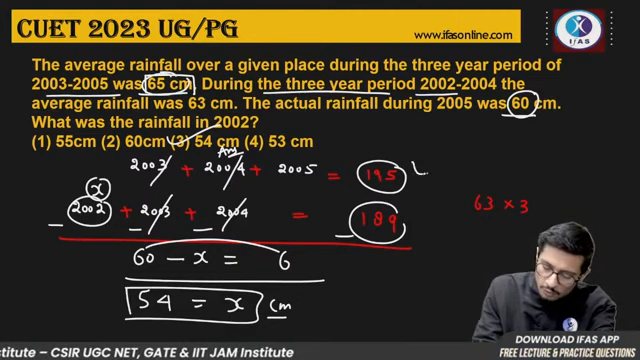 CUET 2023 UG/PG
www.ifasonline.com
iFAS
The average rainfall over a given place during the three year period of
2003-2005 was 65 cm. During the three year period 2002-2004 the
average rainfall was 63 cm. The actual rainfall during 2005 was 60 cm.
What was the rainfall in 2002?
(1) 55cm (2) 60cm (3) 54 cm (4) 53 cm
Ans
2003 + 2004 + 2005 = 195
x
2002 + 2003 + 2004 = 189
63 × 3
60 - x = 6
54 = x cm
DOWNLOAD IFAS APP
nstitute – CSIR UGC NET, GATE & IIT JAM Institute
FREE LECTURE & PRACTICE QUESTIONS